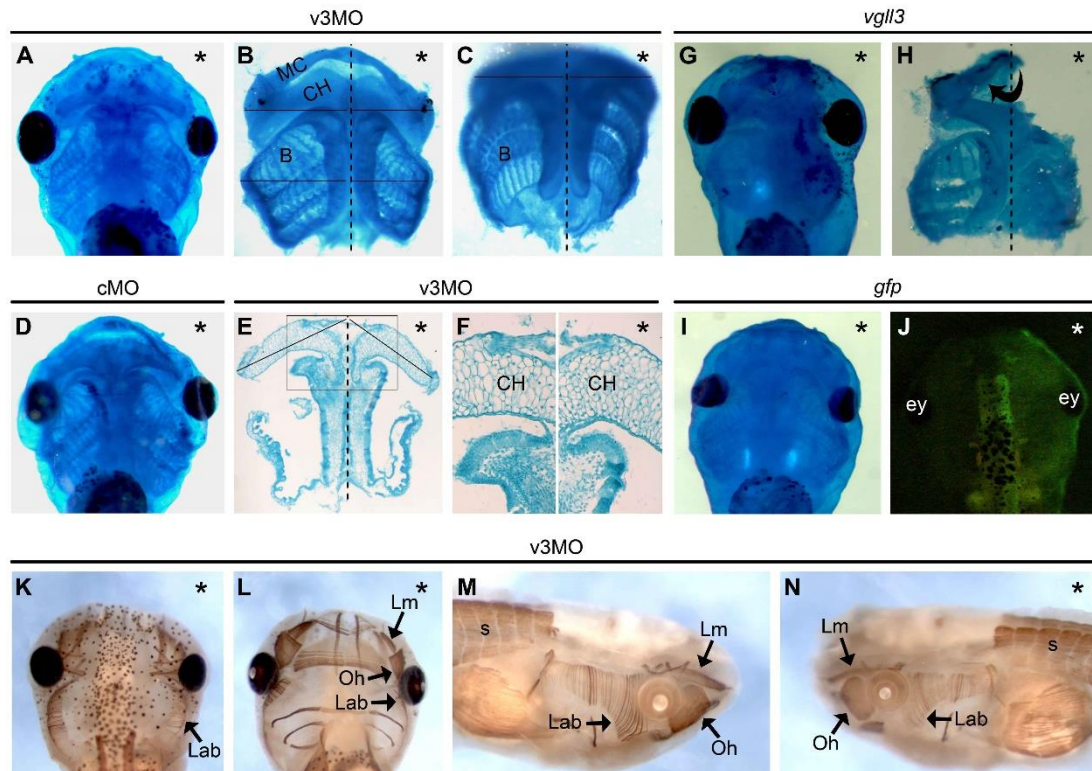 v3MO
vgll3
A * B * C * G * H *
MC
CH
B
B
cMO
v3MO
gfp
D * E * F * I * J *
CH CH
ey ey
v3MO
K * L * M N *
Lab
Lm
Oh
Lab
s
Lm
Lab
Oh
s
Lm
Oh
Lab